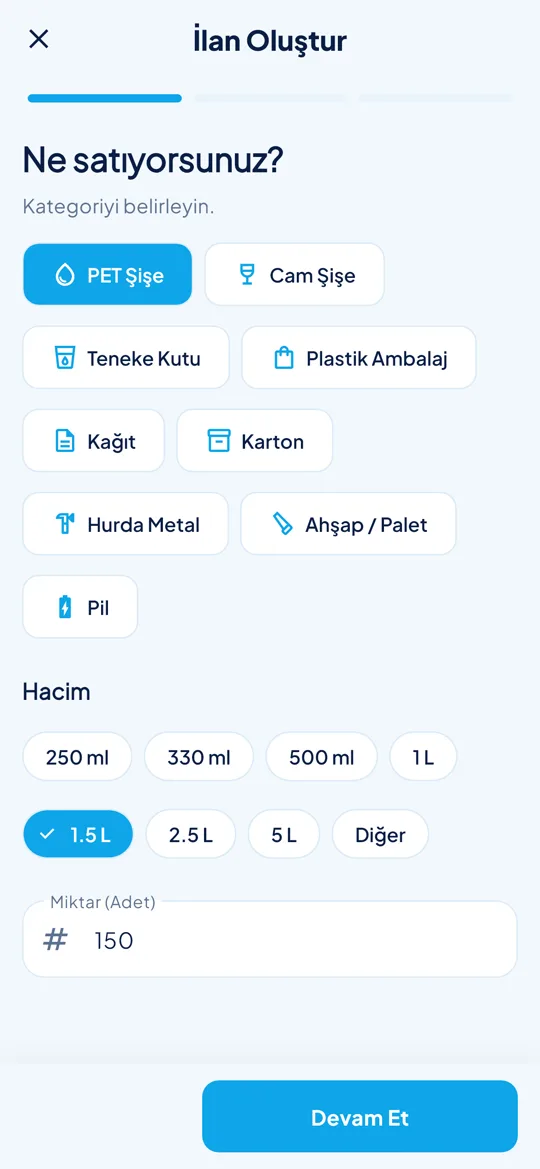 İlan Oluştur
Ne satıyorsunuz?
Kategoriyi belirleyin.
PET Şişe
Cam Şişe
Teneke Kutu
Plastik Ambalaj
Kağıt
Karton
Hurda Metal
Ahşap / Palet
Pil
Hacim
250 ml
330 ml
500 ml
1 L
1.5 L
2.5 L
5 L
Diğer
Miktar (Adet)
# 150
Devam Et